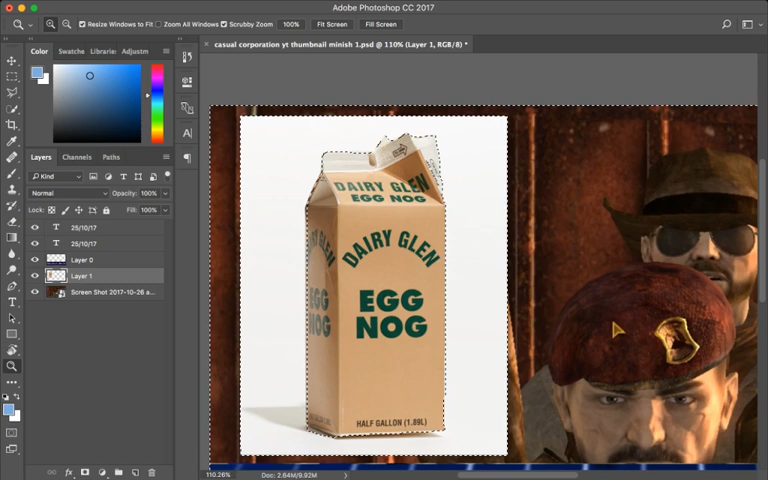 Adobe Photoshop CC 2017
Resize Windows to Fit
Zoom All Windows
Scrubby Zoom
100%
Fit Screen
Fill Screen
casual corporation yt thumbnail minish 1.psd @ 110% (Layer 1, RGB/8) *
Color
Swatche
Librarie
Adjustm
Layers
Channels
Paths
Kind
Normal
Opacity: 100%
Lock:
Fill: 100%
T 25/10/17
T 25/10/17
Layer 0
Layer 1
Screen Shot 2017-10-26 a...
DAIRY GLEN
EGG NOG
DAIRY GLEN
EGG
NOG
HALF GALLON (1.89L)
EGG
NOG
110.26%
Doc: 2.64M/9.92M